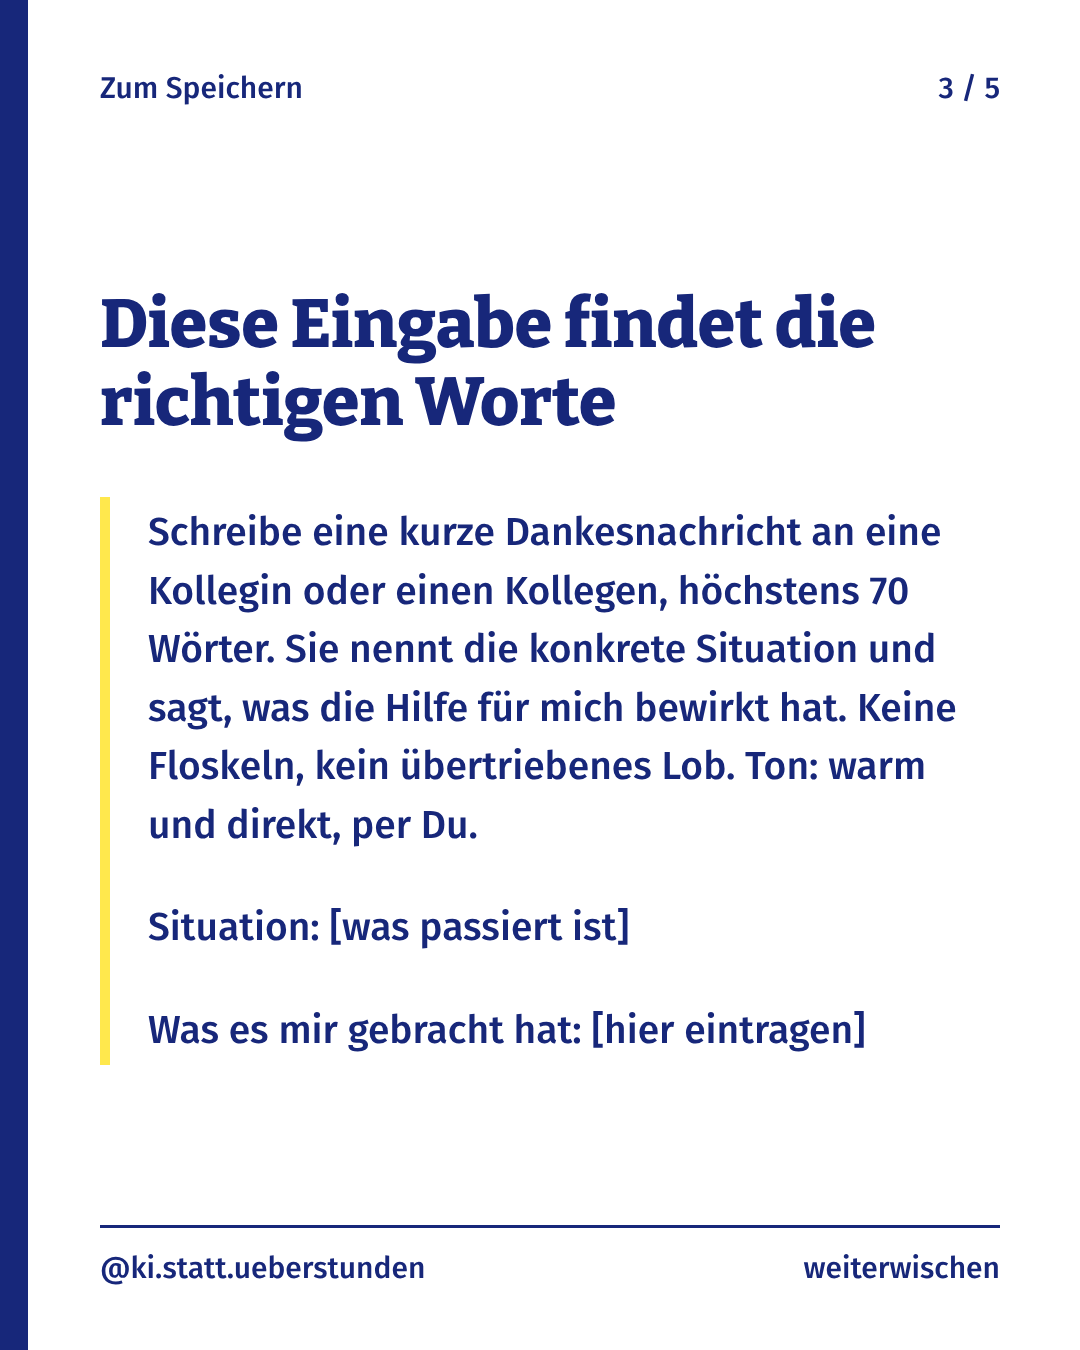 Zum Speichern
3 / 5
Diese Eingabe findet die
richtigen Worte
Schreibe eine kurze Dankesnachricht an eine
Kollegin oder einen Kollegen, höchstens 70
Wörter. Sie nennt die konkrete Situation und
sagt, was die Hilfe für mich bewirkt hat. Keine
Floskeln, kein übertriebenes Lob. Ton: warm
und direkt, per Du.
Situation: [was passiert ist]
Was es mir gebracht hat: [hier eintragen]
@ki.statt.ueberstunden
weiterwischen